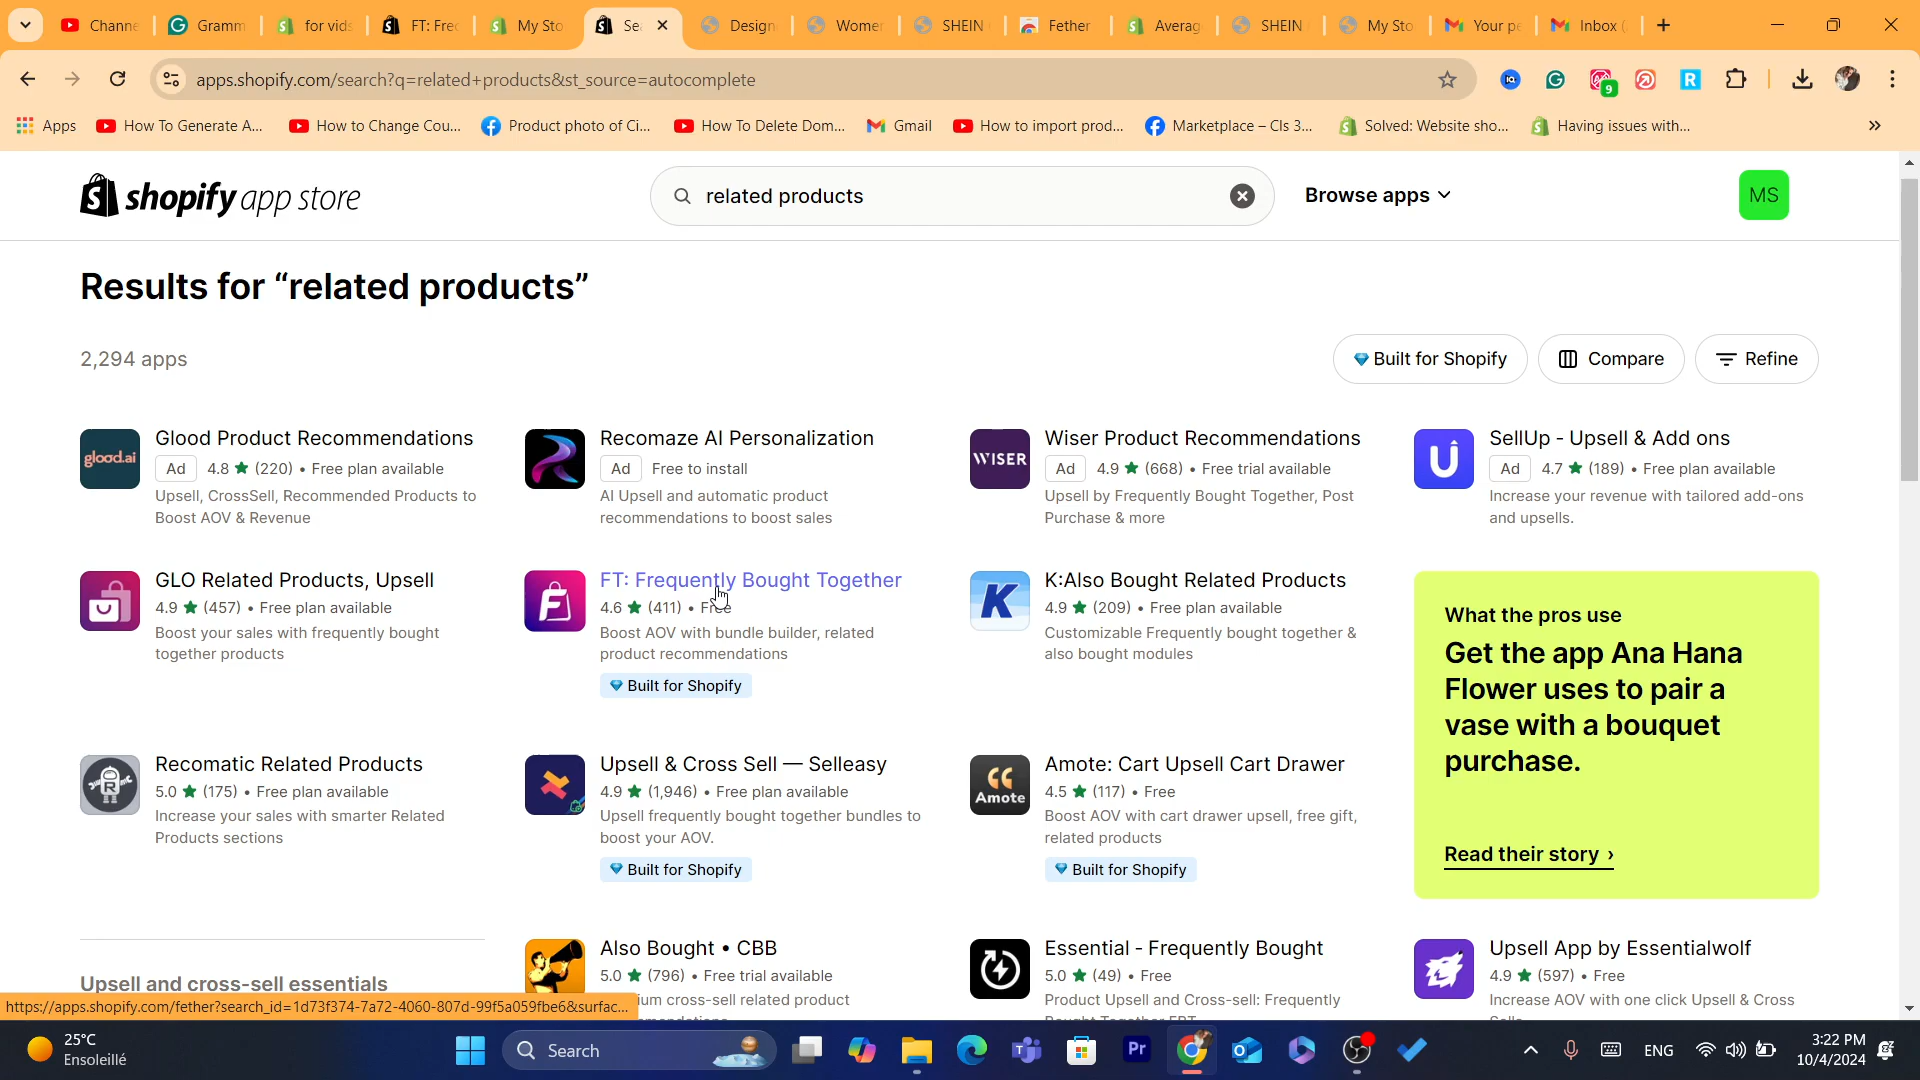 Channe
Gramm
for vids
FT: Frec
My Sto
Se
Design
Womer
SHEIN
Fether
Averag
SHEIN
My Sto
Your pe
Inbox (
apps.shopify.com/search?q=related+products&st_source=autocomplete
9
Apps
How To Generate A...
How to Change Cou...
Product photo of Ci...
How To Delete Dom...
Gmail
How to import prod...
Marketplace – Cls 3...
Solved: Website sho...
Having issues with...
shopify app store
related products
Browse apps
MS
Results for “related products”
2,294 apps
Built for Shopify
Compare
Refine
glood.ai
Glood Product Recommendations
Ad 4.8 ★ (220) • Free plan available
Upsell, CrossSell, Recommended Products to
Boost AOV & Revenue
Recomaze AI Personalization
Ad Free to install
AI Upsell and automatic product
recommendations to boost sales
WISER
Wiser Product Recommendations
Ad 4.9 ★ (668) • Free trial available
Upsell by Frequently Bought Together, Post
Purchase & more
SellUp - Upsell & Add ons
Ad 4.7 ★ (189) • Free plan available
Increase your revenue with tailored add-ons
and upsells.
GLO Related Products, Upsell
4.9 ★ (457) • Free plan available
Boost your sales with frequently bought
together products
FT: Frequently Bought Together
4.6 ★ (411) • Free
Boost AOV with bundle builder, related
product recommendations
Built for Shopify
K:Also Bought Related Products
4.9 ★ (209) • Free plan available
Customizable Frequently bought together &
also bought modules
What the pros use
Get the app Ana Hana
Flower uses to pair a
vase with a bouquet
purchase.
Read their story ›
Recomatic Related Products
5.0 ★ (175) • Free plan available
Increase your sales with smarter Related
Products sections
Upsell & Cross Sell — Selleasy
4.9 ★ (1,946) • Free plan available
Upsell frequently bought together bundles to
boost your AOV.
Built for Shopify
Amote
Amote: Cart Upsell Cart Drawer
4.5 ★ (117) • Free
Boost AOV with cart drawer upsell, free gift,
related products
Built for Shopify
Upsell and cross-sell essentials
Also Bought • CBB
5.0 ★ (796) • Free trial available
ium cross-sell related product
Essential - Frequently Bought
5.0 ★ (49) • Free
Product Upsell and Cross-sell: Frequently
Bought Together FBT
Upsell App by Essentialwolf
4.9 ★ (597) • Free
Increase AOV with one click Upsell & Cross
Sells
https://apps.shopify.com/fether?search_id=1d73f374-7a72-4060-807d-99f5a059fbe6&surfac...
25°C
Ensoleillé
Search
Pr
ENG
3:22 PM
10/4/2024